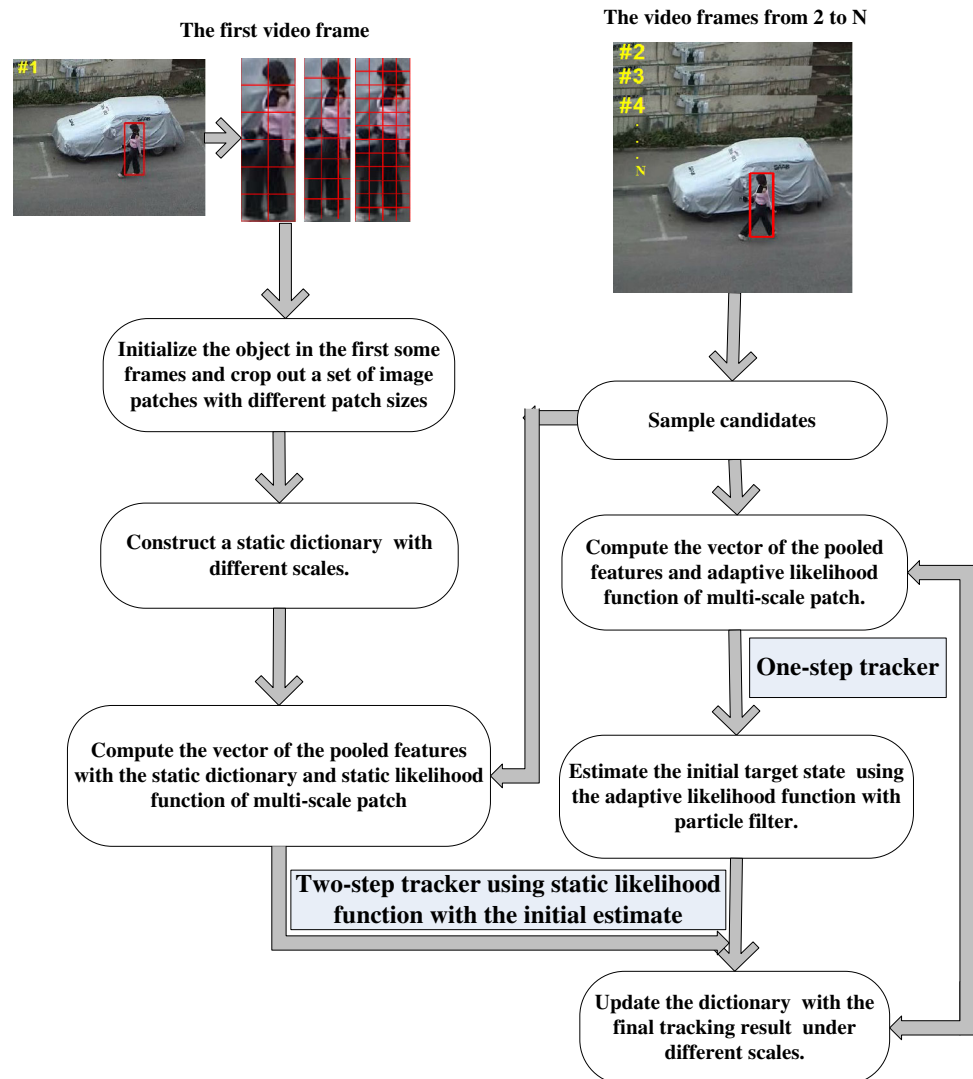 The first video frame
#1
Initialize the object in the first some
frames and crop out a set of image
patches with different patch sizes
Construct a static dictionary with
different scales.
Compute the vector of the pooled features
with the static dictionary and static likelihood
function of multi-scale patch
The video frames from 2 to N
#2
#3
#4
N
Sample candidates
Compute the vector of the pooled
features and adaptive likelihood
function of multi-scale patch.
One-step tracker
Estimate the initial target state using
the adaptive likelihood function with
particle filter.
Two-step tracker using static likelihood
function with the initial estimate
Update the dictionary with the
final tracking result under
different scales.